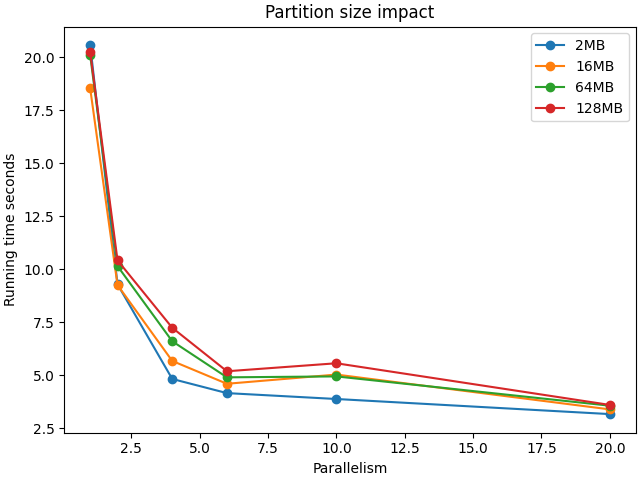 Partition size impact
2MB
16MB
64MB
128MB
20.0
17.5
15.0
12.5
10.0
7.5
5.0
2.5
Running time seconds
2.5 5.0 7.5 10.0 12.5 15.0 17.5 20.0
Parallelism